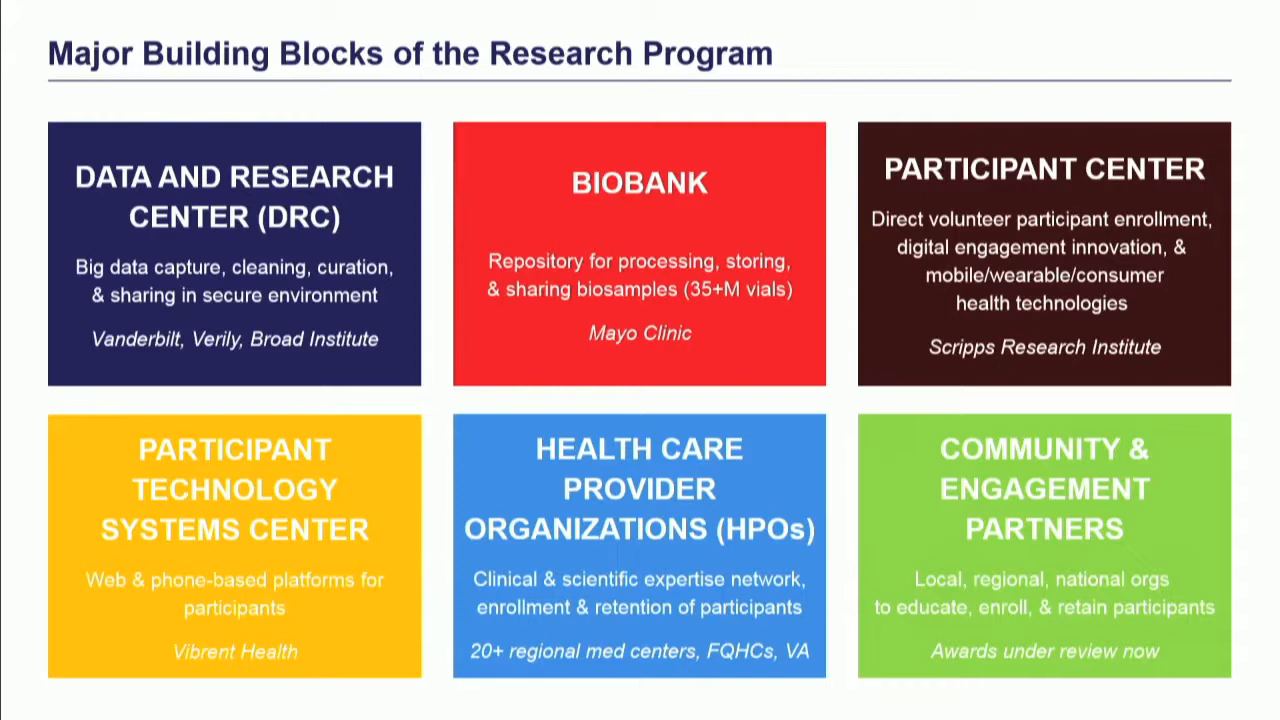 Major Building Blocks of the Research Program
DATA AND RESEARCH
CENTER (DRC)
Big data capture, cleaning, curation,
& sharing in secure environment
Vanderbilt, Verily, Broad Institute
BIOBANK
Repository for processing, storing,
& sharing biosamples (35+M vials)
Mayo Clinic
PARTICIPANT CENTER
Direct volunteer participant enrollment,
digital engagement innovation, &
mobile/wearable/consumer
health technologies
Scripps Research Institute
PARTICIPANT
TECHNOLOGY
SYSTEMS CENTER
Web & phone-based platforms for
participants
Vibrent Health
HEALTH CARE
PROVIDER
ORGANIZATIONS (HPOs)
Clinical & scientific expertise network,
enrollment & retention of participants
20+ regional med centers, FQHCs, VA
COMMUNITY &
ENGAGEMENT
PARTNERS
Local, regional, national orgs
to educate, enroll, & retain participants
Awards under review now